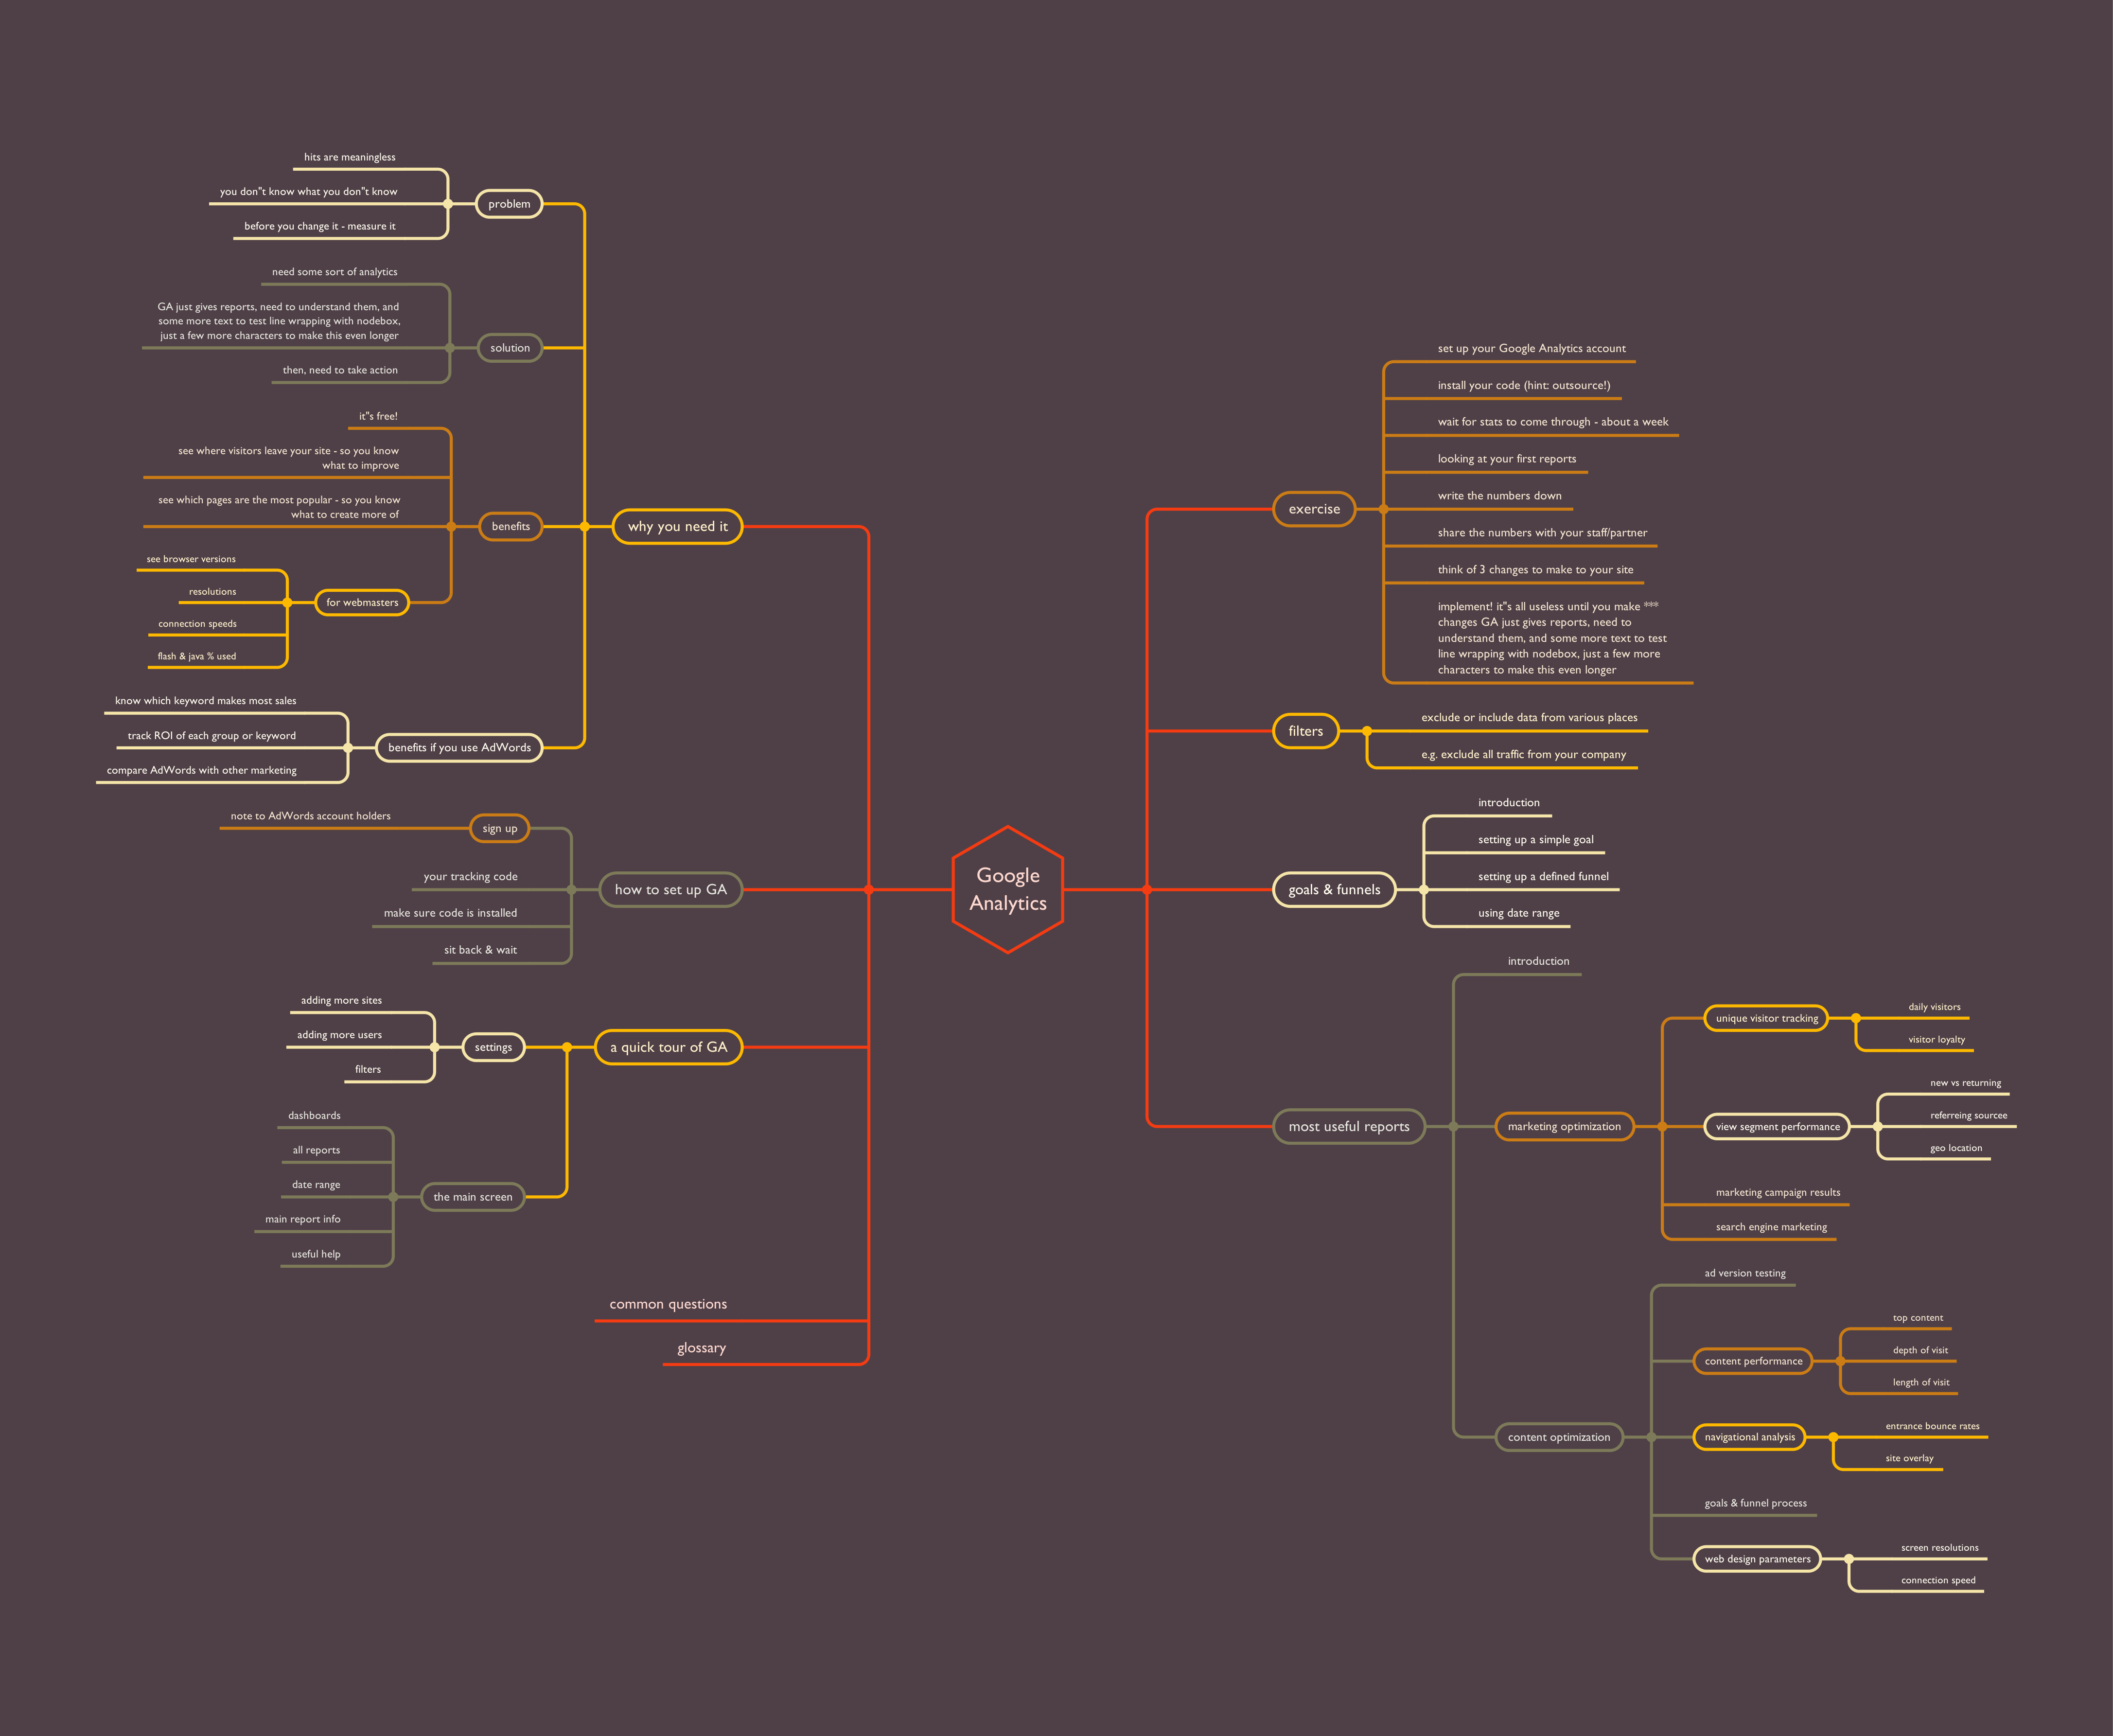 hits are meaningless
you don"t know what you don"t know
before you change it - measure it
problem
need some sort of analytics
GA just gives reports, need to understand them, and
some more text to test line wrapping with nodebox,
just a few more characters to make this even longer
then, need to take action
solution
it"s free!
see where visitors leave your site - so you know
what to improve
see which pages are the most popular - so you know
what to create more of
benefits
see browser versions
resolutions
connection speeds
flash & java % used
for webmasters
know which keyword makes most sales
track ROI of each group or keyword
compare AdWords with other marketing
benefits if you use AdWords
why you need it
note to AdWords account holders
sign up
your tracking code
make sure code is installed
sit back & wait
how to set up GA
adding more sites
adding more users
filters
settings
dashboards
all reports
date range
main report info
useful help
the main screen
a quick tour of GA
common questions
glossary
Google
Analytics
exercise
set up your Google Analytics account
install your code (hint: outsource!)
wait for stats to come through - about a week
looking at your first reports
write the numbers down
share the numbers with your staff/partner
think of 3 changes to make to your site
implement! it"s all useless until you make ***
changes GA just gives reports, need to
understand them, and some more text to test
line wrapping with nodebox, just a few more
characters to make this even longer
filters
exclude or include data from various places
e.g. exclude all traffic from your company
goals & funnels
introduction
setting up a simple goal
setting up a defined funnel
using date range
most useful reports
introduction
marketing optimization
unique visitor tracking
daily visitors
visitor loyalty
view segment performance
new vs returning
referreing sourcee
geo location
marketing campaign results
search engine marketing
content optimization
ad version testing
content performance
top content
depth of visit
length of visit
navigational analysis
entrance bounce rates
site overlay
goals & funnel process
web design parameters
screen resolutions
connection speed